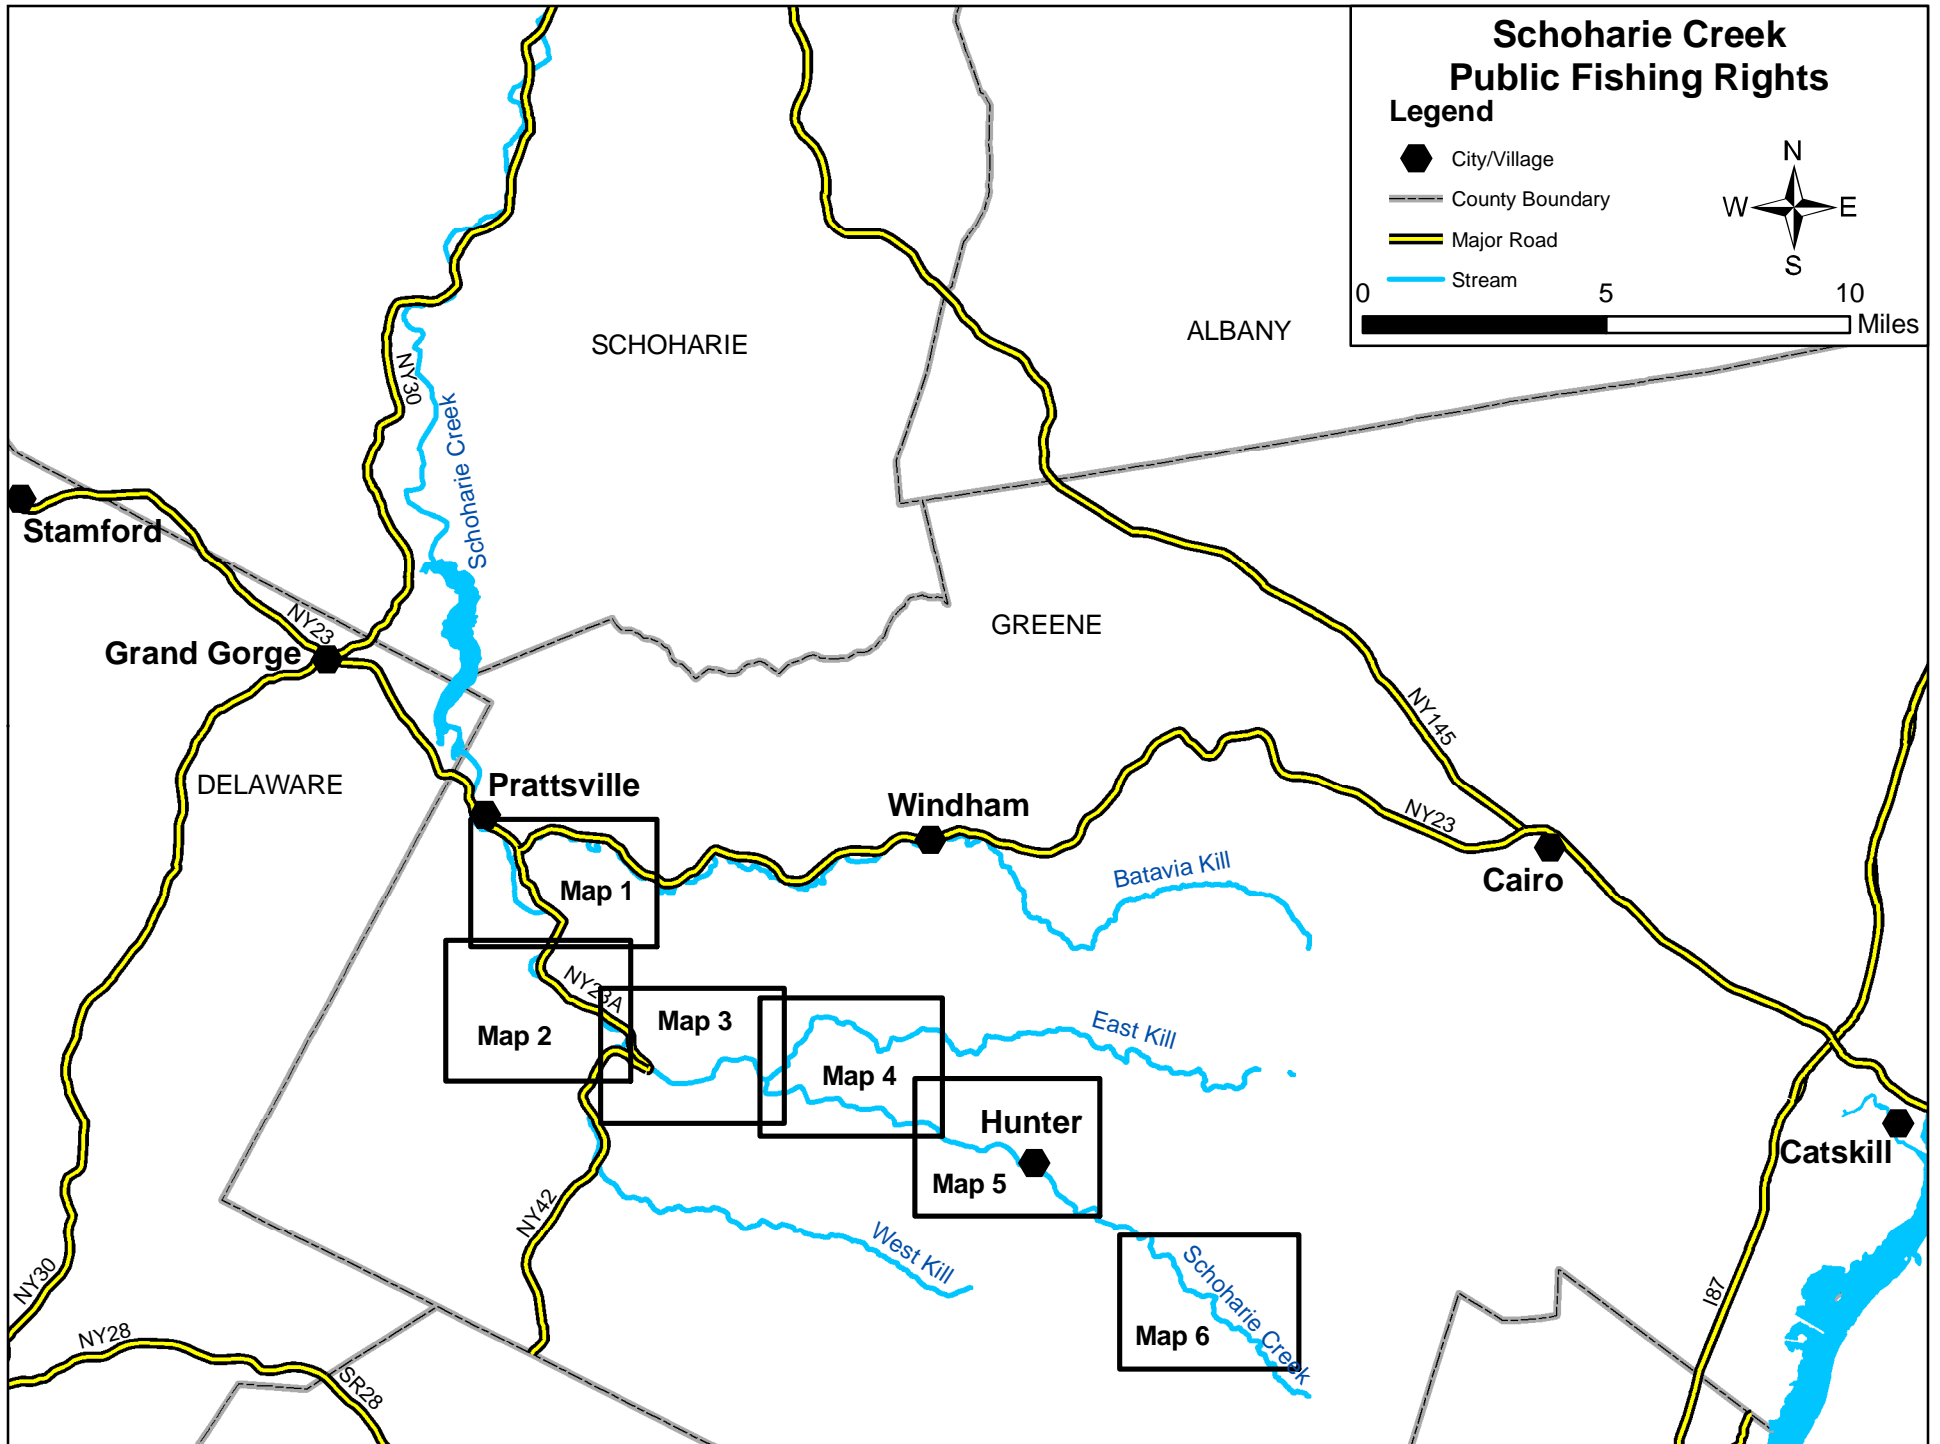 Schoharie Creek
Public Fishing Rights
Legend
City/Village
County Boundary
Major Road
Stream
N
W
E
S
0
5
10
Miles
SCHOHARIE
ALBANY
NY30
Schoharie Creek
Stamford
NY23
Grand Gorge
GREENE
NY145
DELAWARE
Prattsville
Windham
NY23
Cairo
Map 1
Batavia Kill
NY23A
Map 2
Map 3
East Kill
Map 4
Hunter
Map 5
Catskill
NY42
West Kill
Schoharie Creek
Map 6
NY30
I87
NY28
SR28